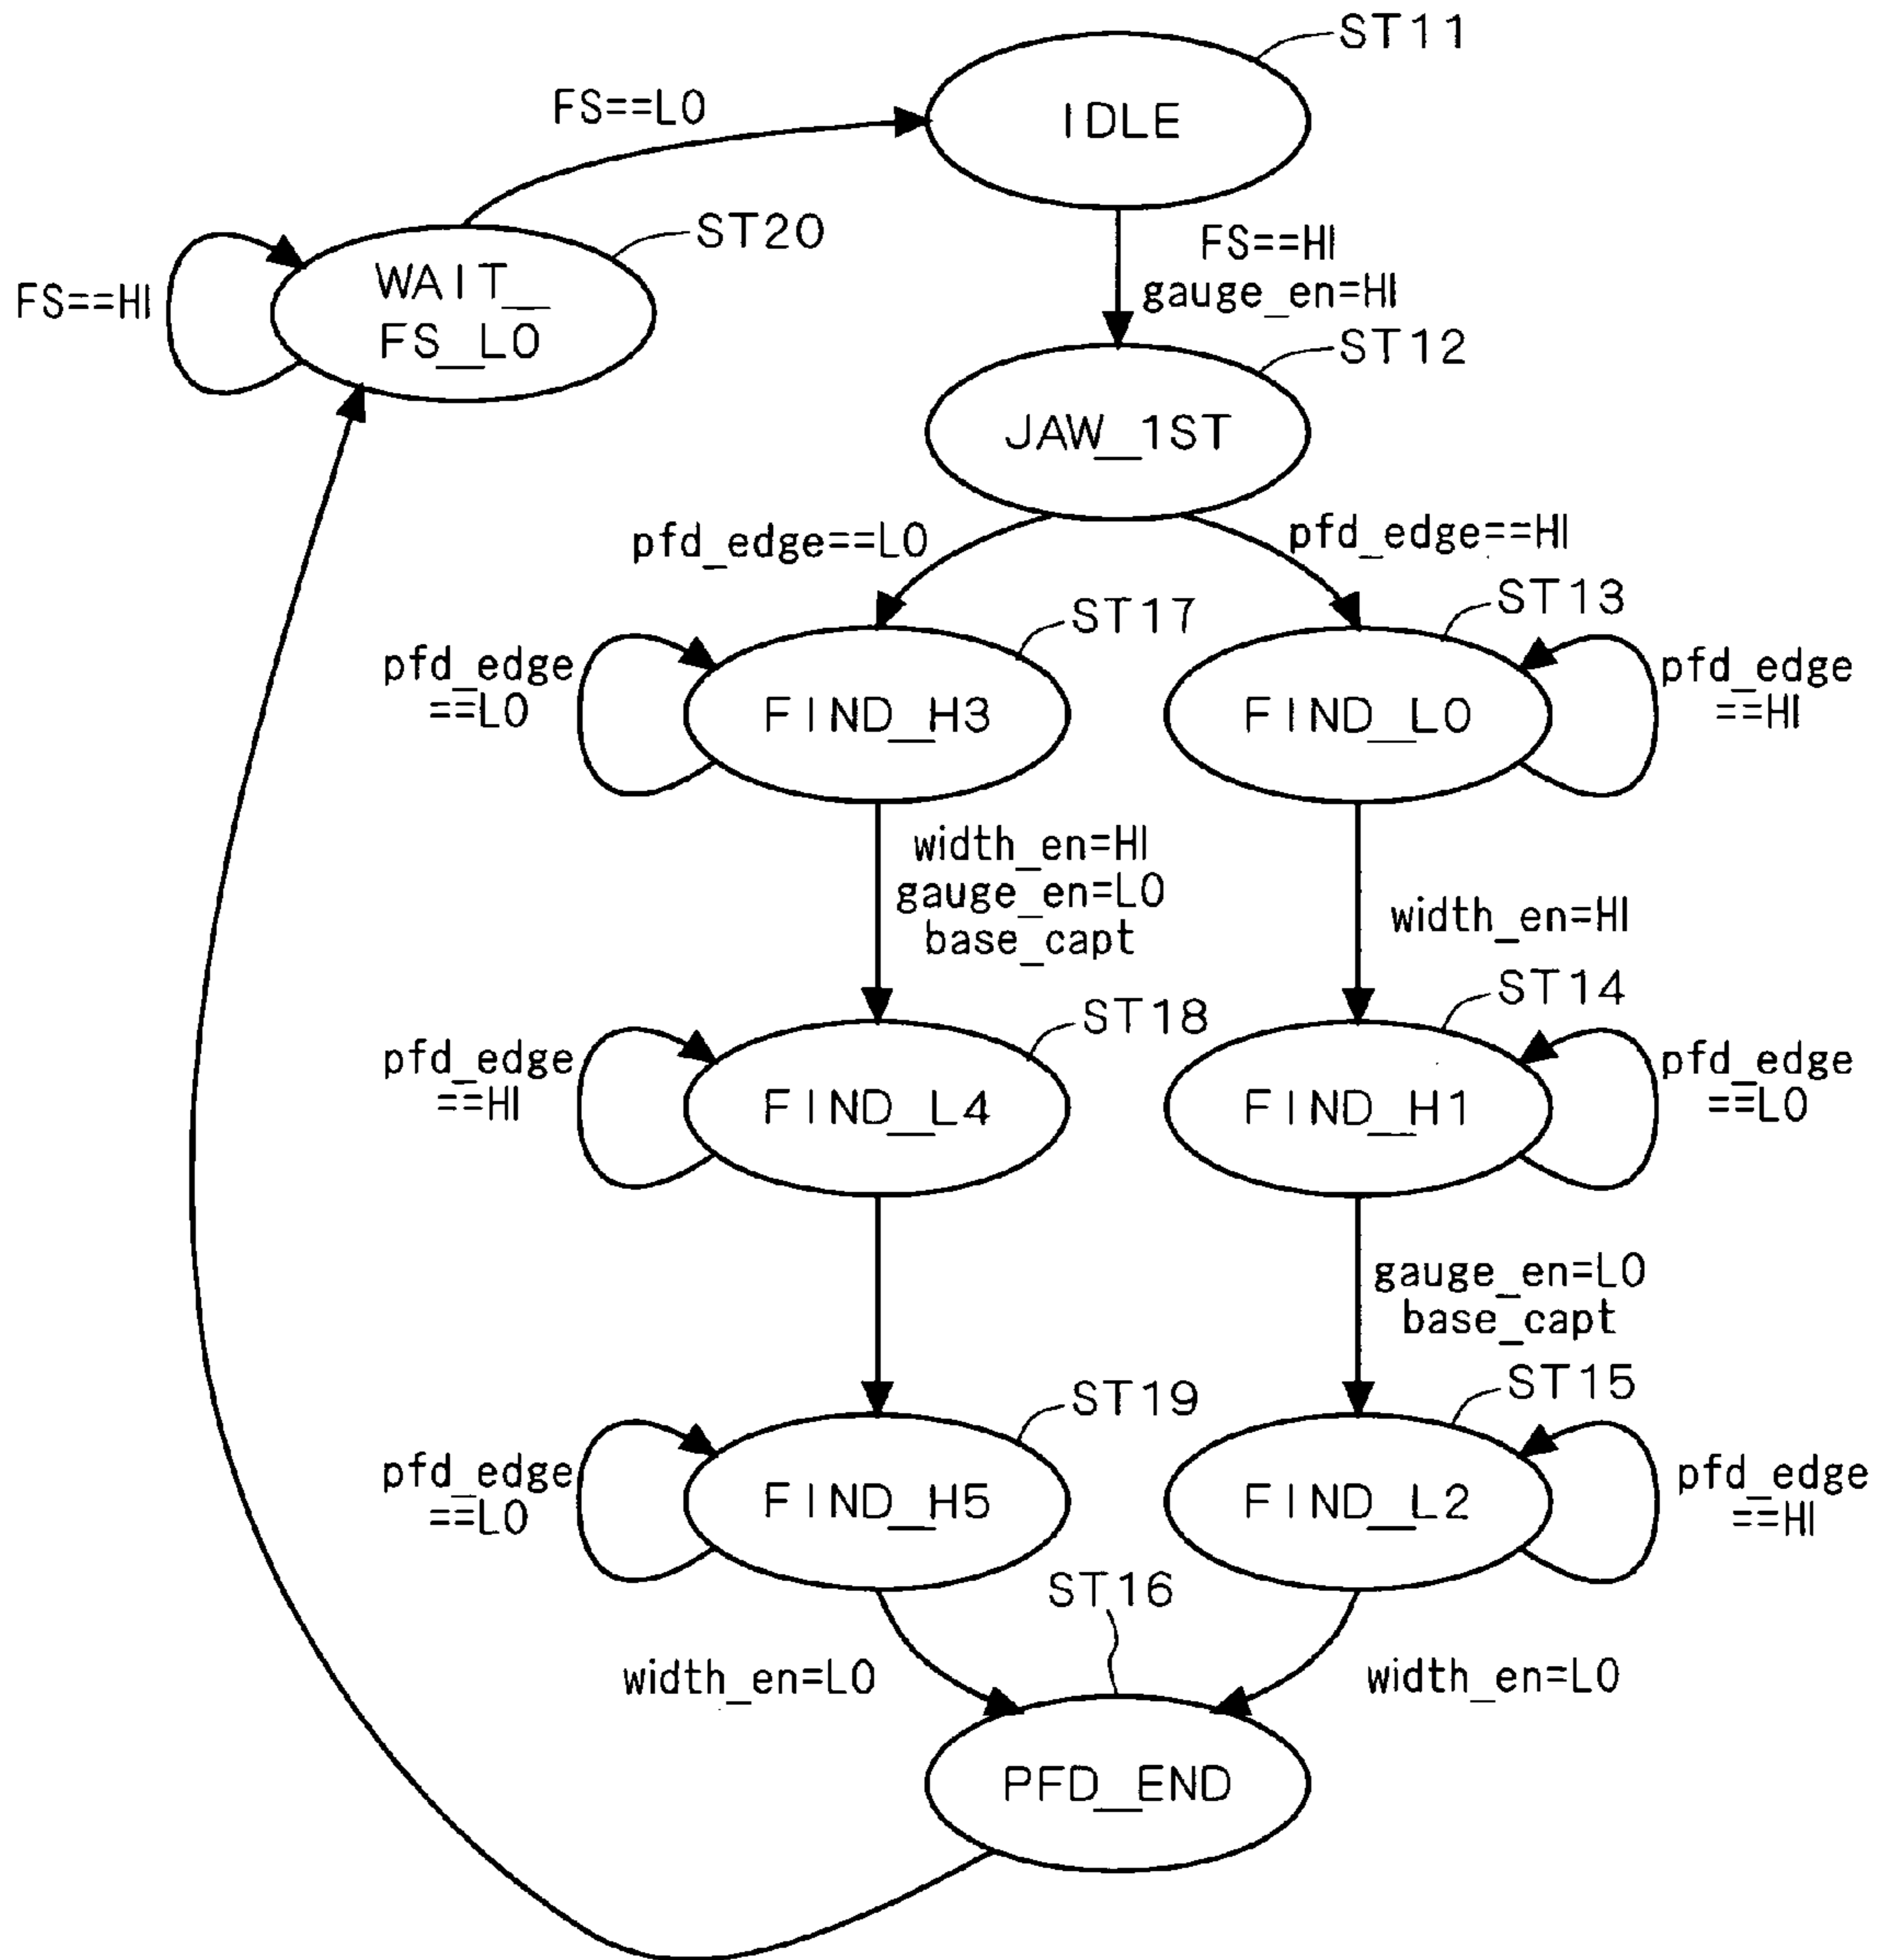 ST11
FS==LO
IDLE
ST20
FS==HI
gauge_en=HI
WAIT_
FS_LO
FS==HI
ST12
JAW_1ST
pfd_edge==LO
pfd_edge==HI
ST17
ST13
pfd_edge
==LO
FIND_H3
FIND_L0
pfd_edge
==HI
width_en=HI
gauge_en=LO
base_capt
width_en=HI
ST18
ST14
pfd_edge
==HI
FIND_L4
FIND_H1
pfd_edge
==LO
gauge_en=LO
base_capt
ST19
ST15
pfd_edge
==LO
FIND_H5
FIND_L2
pfd_edge
==HI
ST16
width_en=LO
width_en=LO
PFD_END